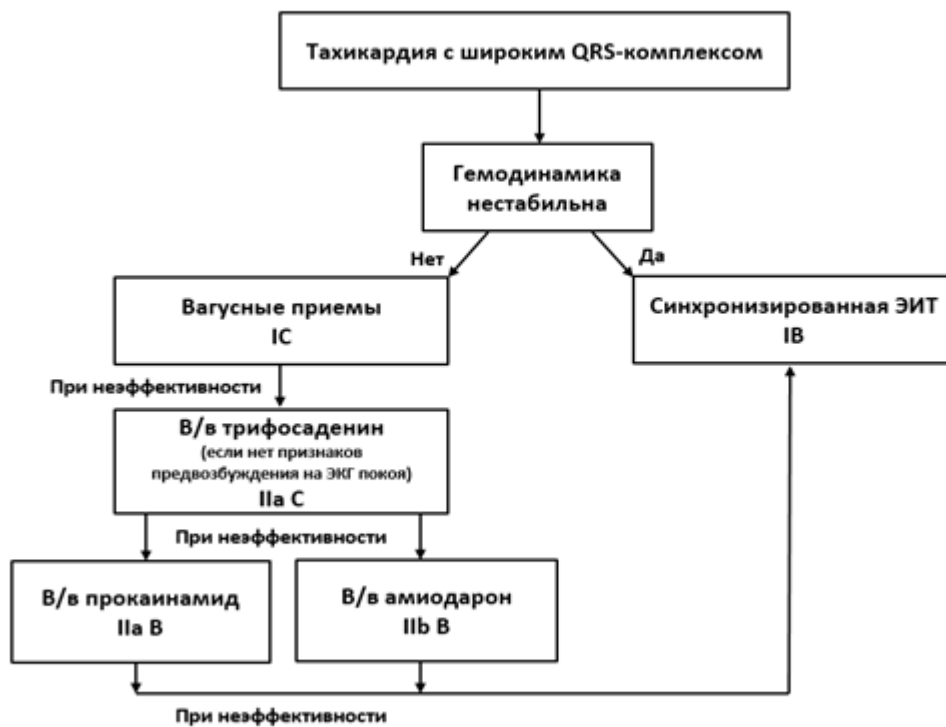 Тахикардия с широким QRS-комплексом
Гемодинамика
нестабильна
Нет
Да
Вагусные приемы
IC
Синхронизированная ЭИТ
IB
При неэффективности
В/в трифосаденин
(если нет признаков
предвозбуждения на ЭКГ покоя)
IIa C
При неэффективности
В/в прокаинамид
IIa B
В/в амиодарон
IIb B
При неэффективности